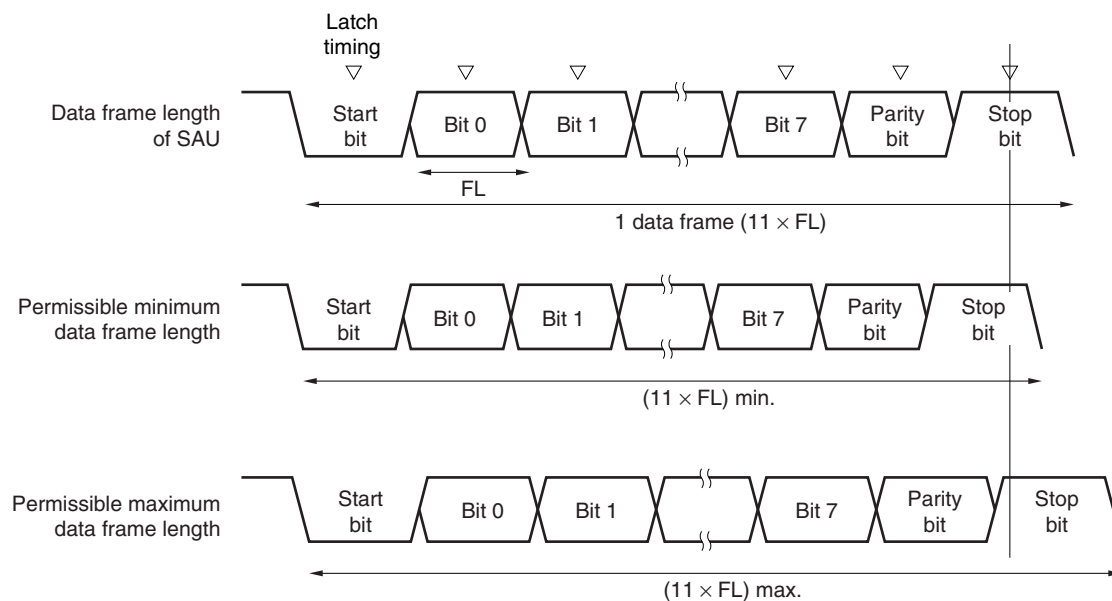 Latch
timing
Data frame length
of SAU
Start
bit
Bit 0
Bit 1
Bit 7
Parity
bit
Stop
bit
FL
1 data frame (11 × FL)
Permissible minimum
data frame length
Start
bit
Bit 0
Bit 1
Bit 7
Parity
bit
Stop
bit
(11 × FL) min.
Permissible maximum
data frame length
Start
bit
Bit 0
Bit 1
Bit 7
Parity
bit
Stop
bit
(11 × FL) max.